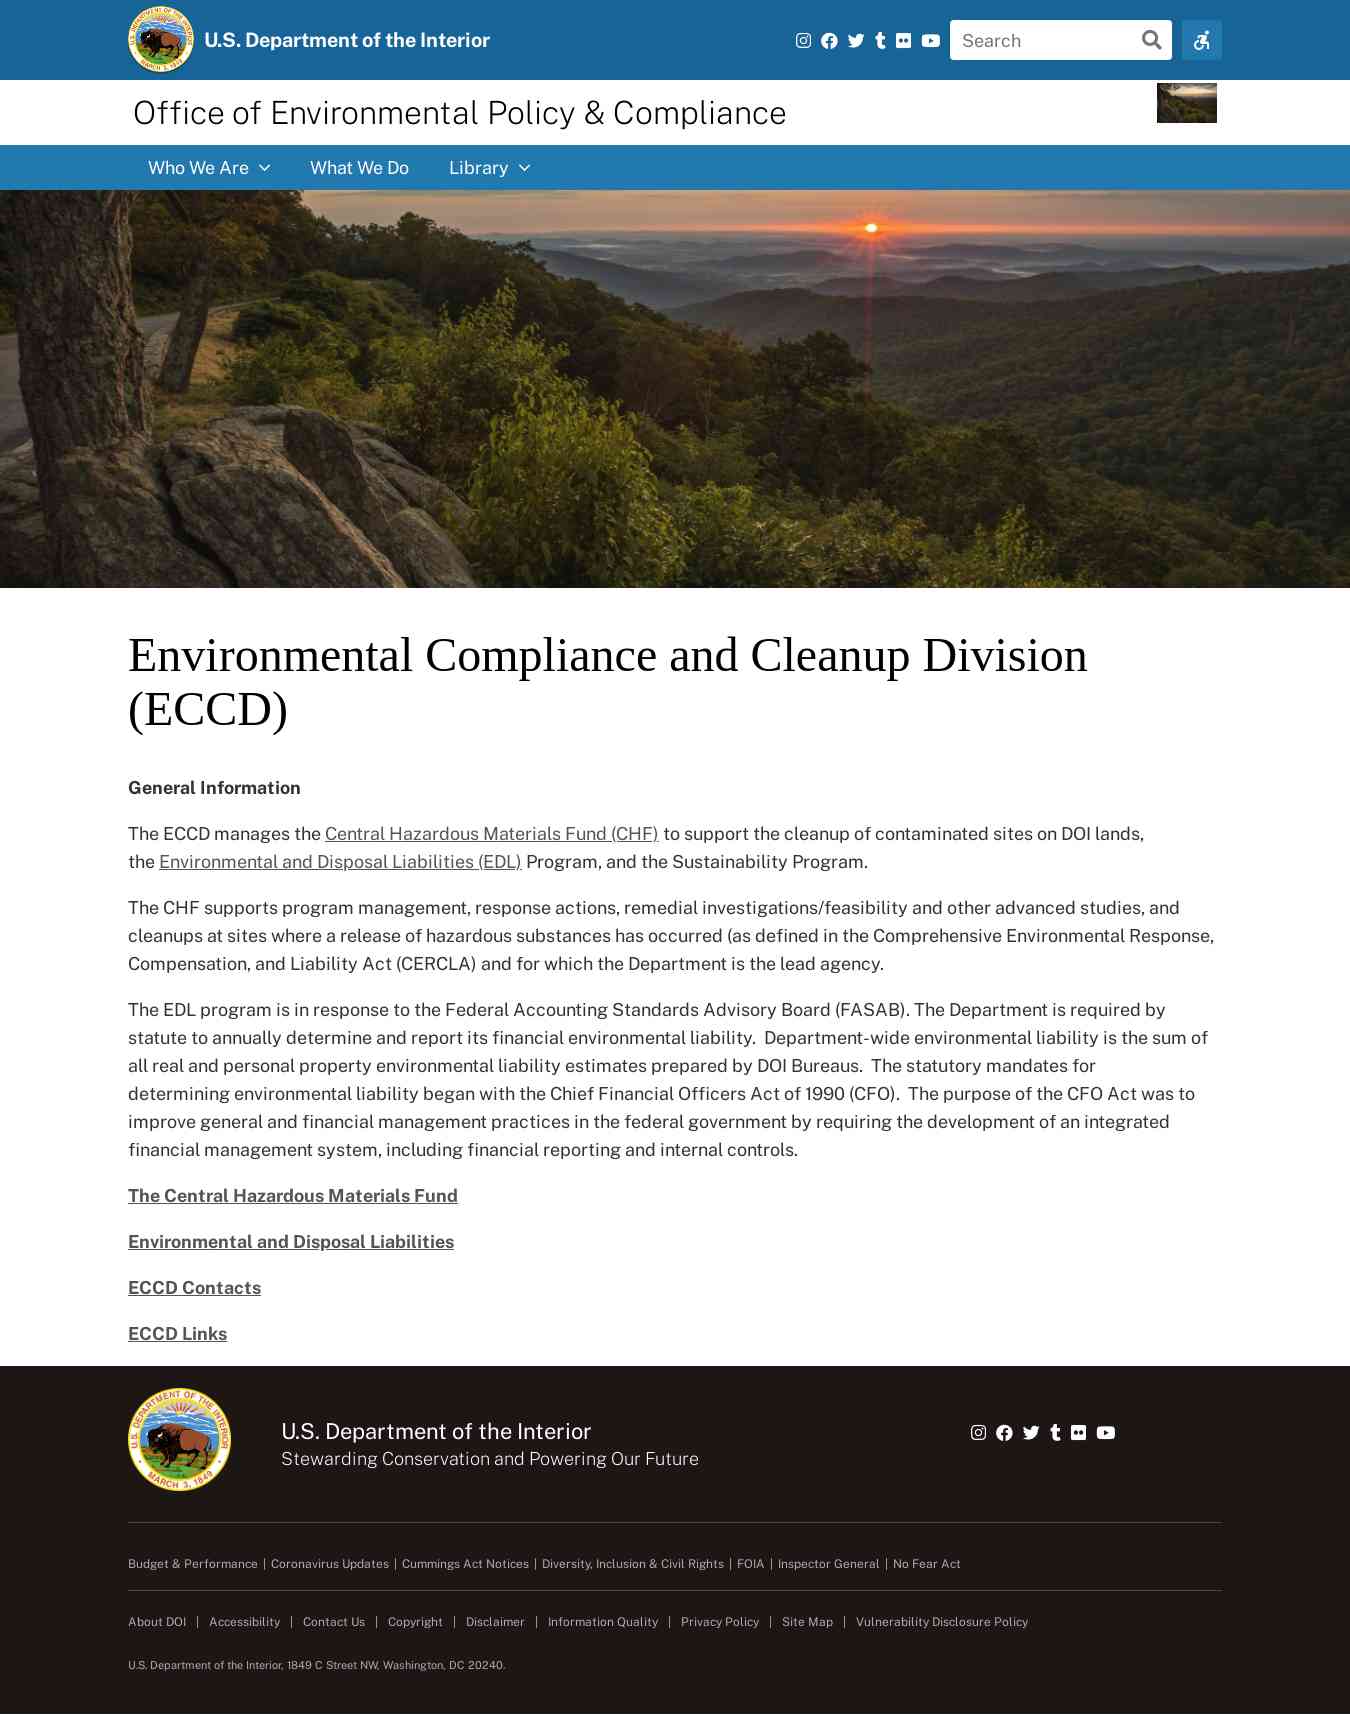 U.S. Department of the Interior
Search
Office of Environmental Policy & Compliance
Who We Are
What We Do
Library
Environmental Compliance and Cleanup Division
(ECCD)
General Information
The ECCD manages the Central Hazardous Materials Fund (CHF) to support the cleanup of contaminated sites on DOI lands,
the Environmental and Disposal Liabilities (EDL) Program, and the Sustainability Program.
The CHF supports program management, response actions, remedial investigations/feasibility and other advanced studies, and
cleanups at sites where a release of hazardous substances has occurred (as defined in the Comprehensive Environmental Response,
Compensation, and Liability Act (CERCLA) and for which the Department is the lead agency.
The EDL program is in response to the Federal Accounting Standards Advisory Board (FASAB). The Department is required by
statute to annually determine and report its financial environmental liability.  Department-wide environmental liability is the sum of
all real and personal property environmental liability estimates prepared by DOI Bureaus.  The statutory mandates for
determining environmental liability began with the Chief Financial Officers Act of 1990 (CFO).  The purpose of the CFO Act was to
improve general and financial management practices in the federal government by requiring the development of an integrated
financial management system, including financial reporting and internal controls.
The Central Hazardous Materials Fund
Environmental and Disposal Liabilities
ECCD Contacts
ECCD Links
U.S. DEPARTMENT OF THE INTERIOR
MARCH 3, 1849
U.S. Department of the Interior
Stewarding Conservation and Powering Our Future
Budget & Performance | Coronavirus Updates | Cummings Act Notices | Diversity, Inclusion & Civil Rights | FOIA | Inspector General | No Fear Act
About DOI | Accessibility | Contact Us | Copyright | Disclaimer | Information Quality | Privacy Policy | Site Map | Vulnerability Disclosure Policy
U.S. Department of the Interior, 1849 C Street NW, Washington, DC 20240.